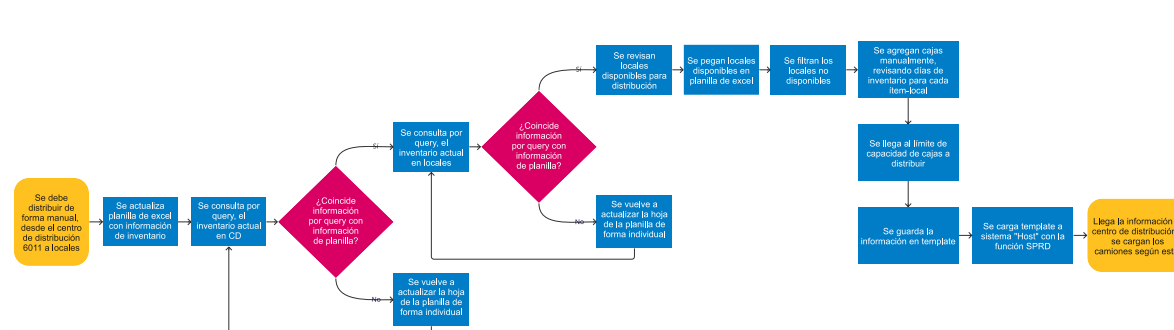 Se debe
distribuir de
forma manual,
desde el centro
de distribución
6011 a locales
Se actualiza
planilla de excel
con información
de inventario
Se consulta por
query, el
inventario actual
en CD
¿Coincide
información
por query con
información
de planilla?
Sí
Se consulta por
query, el
inventario actual
en locales
¿Coincide
información
por query con
información
de planilla?
Sí
Se revisan
locales
disponibles para
distribución
Se pegan locales
disponibles en
planilla de excel
Se filtran los
locales no
disponibles
Se agregan cajas
manualmente,
revisando días de
inventario para cada
ítem-local
Se llega al límite de
capacidad de cajas a
distribuir
Se guarda la
información en template
Se carga template a
sistema "Host" con la
función SPRD
Llega la información
centro de distribución
se cargan los
camiones según est
No
Se vuelve a
actualizar la hoja
de la planilla de
forma individual
No
Se vuelve a
actualizar la hoja
de la planilla de
forma individual